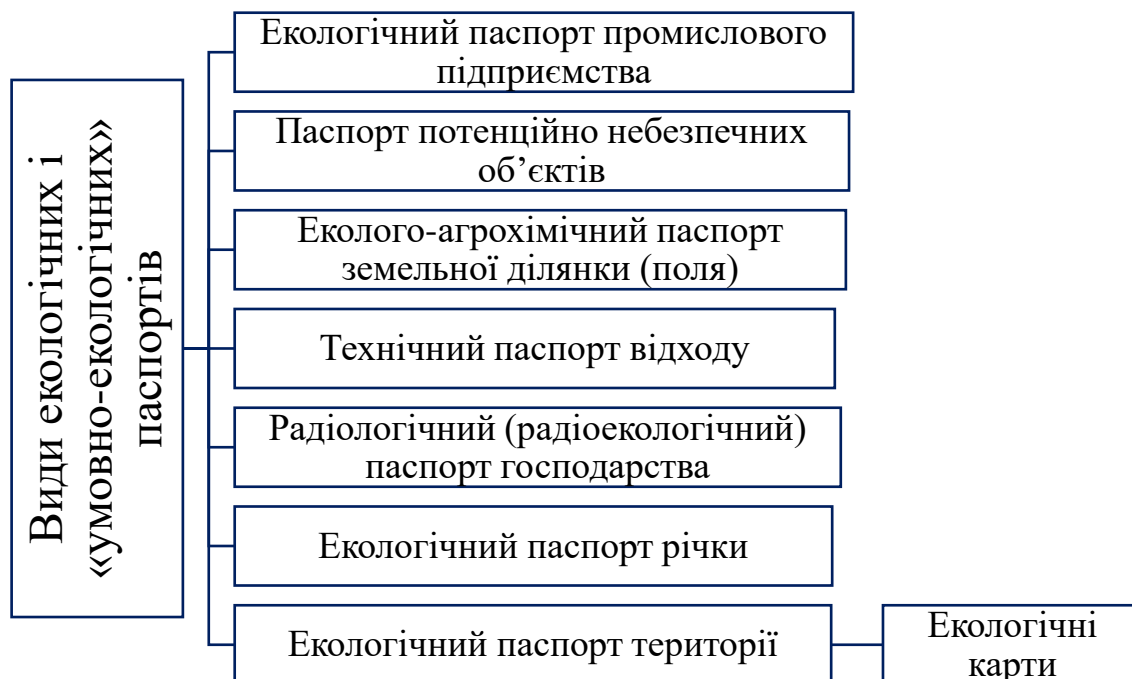 Види екологічних і
«умовно-екологічних»
паспортів
Екологічний паспорт промислового
підприємства
Паспорт потенційно небезпечних
об’єктів
Еколого-агрохімічний паспорт
земельної ділянки (поля)
Технічний паспорт відходу
Радіологічний (радіоекологічний)
паспорт господарства
Екологічний паспорт річки
Екологічний паспорт території
Екологічні
карти